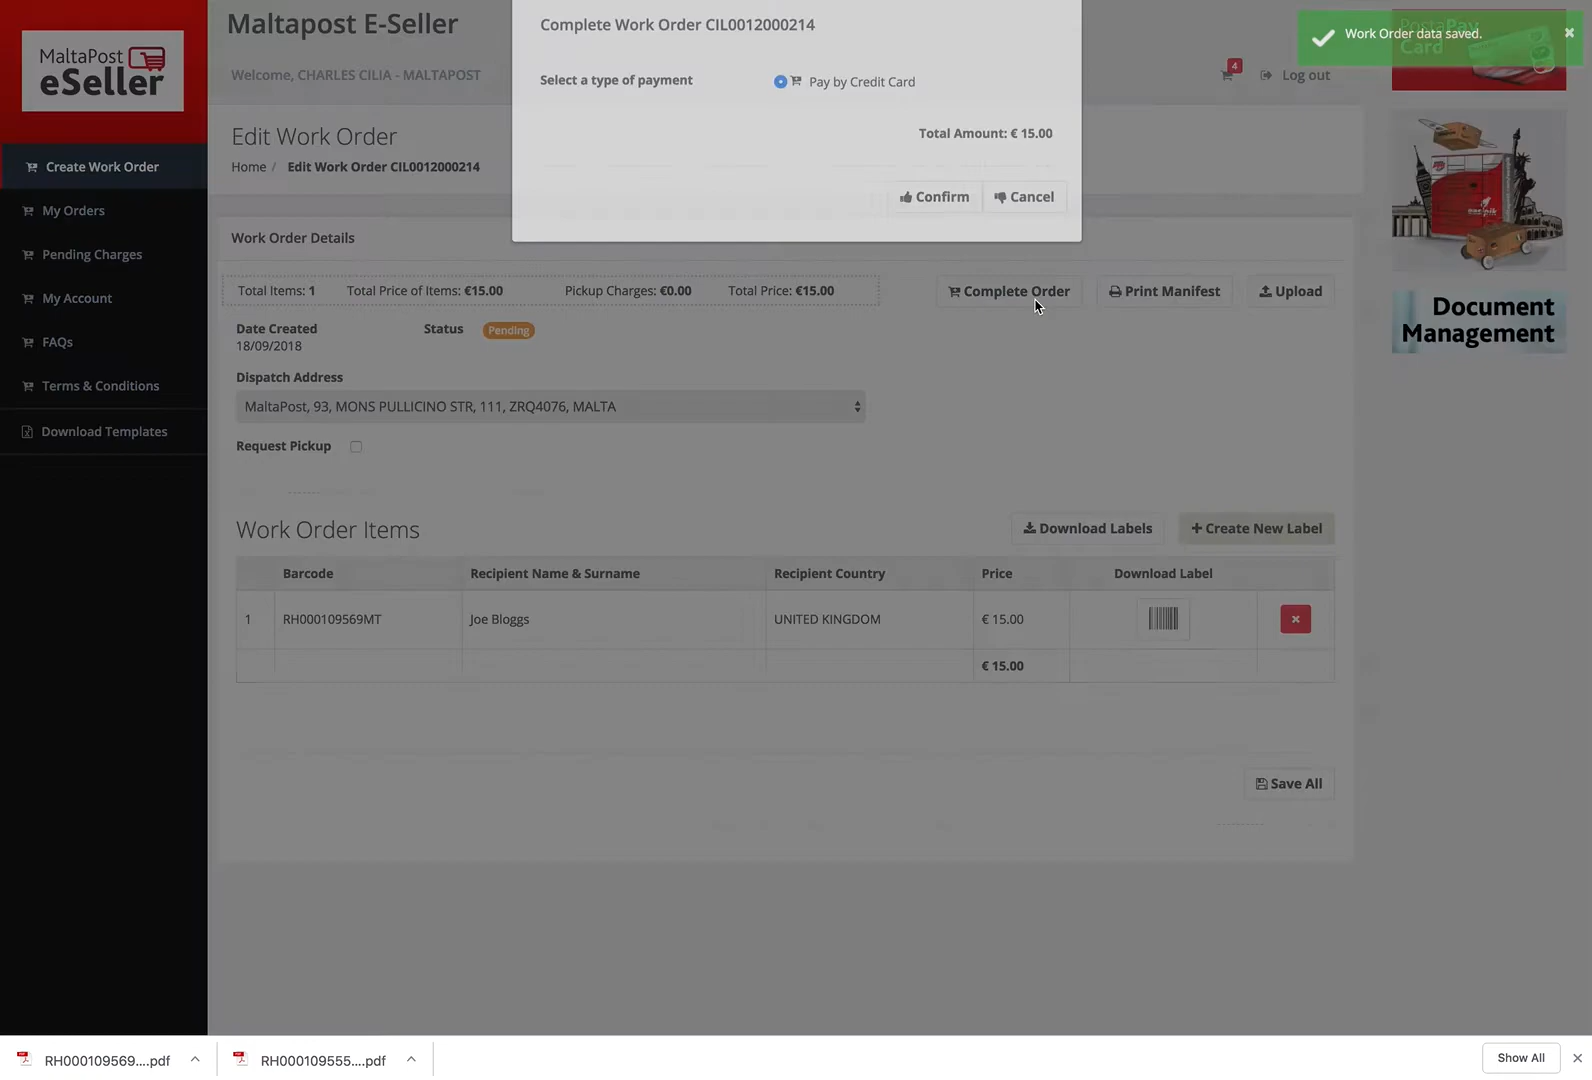 MaltaPost
eSeller
Maltapost E-Seller
Welcome, CHARLES CILIA - MALTAPOST
4
Log out
Work Order data saved.
PostaPay
Card
Complete Work Order CIL0012000214
Select a type of payment
Pay by Credit Card
Total Amount: € 15.00
Confirm
Cancel
Create Work Order
My Orders
Pending Charges
My Account
FAQs
Terms & Conditions
Download Templates
Edit Work Order
Home / Edit Work Order CIL0012000214
Work Order Details
Total Items: 1 Total Price of Items: €15.00 Pickup Charges: €0.00 Total Price: €15.00
Complete Order
Print Manifest
Upload
Date Created
18/09/2018
Status Pending
Dispatch Address
MaltaPost, 93, MONS PULLICINO STR, 111, ZRQ4076, MALTA
Request Pickup
Document
Management
Work Order Items
Download Labels
+ Create New Label
Barcode Recipient Name & Surname Recipient Country Price Download Label
1 RH000109569MT Joe Bloggs UNITED KINGDOM € 15.00
€ 15.00
Save All
RH000109569....pdf
RH000109555....pdf
Show All